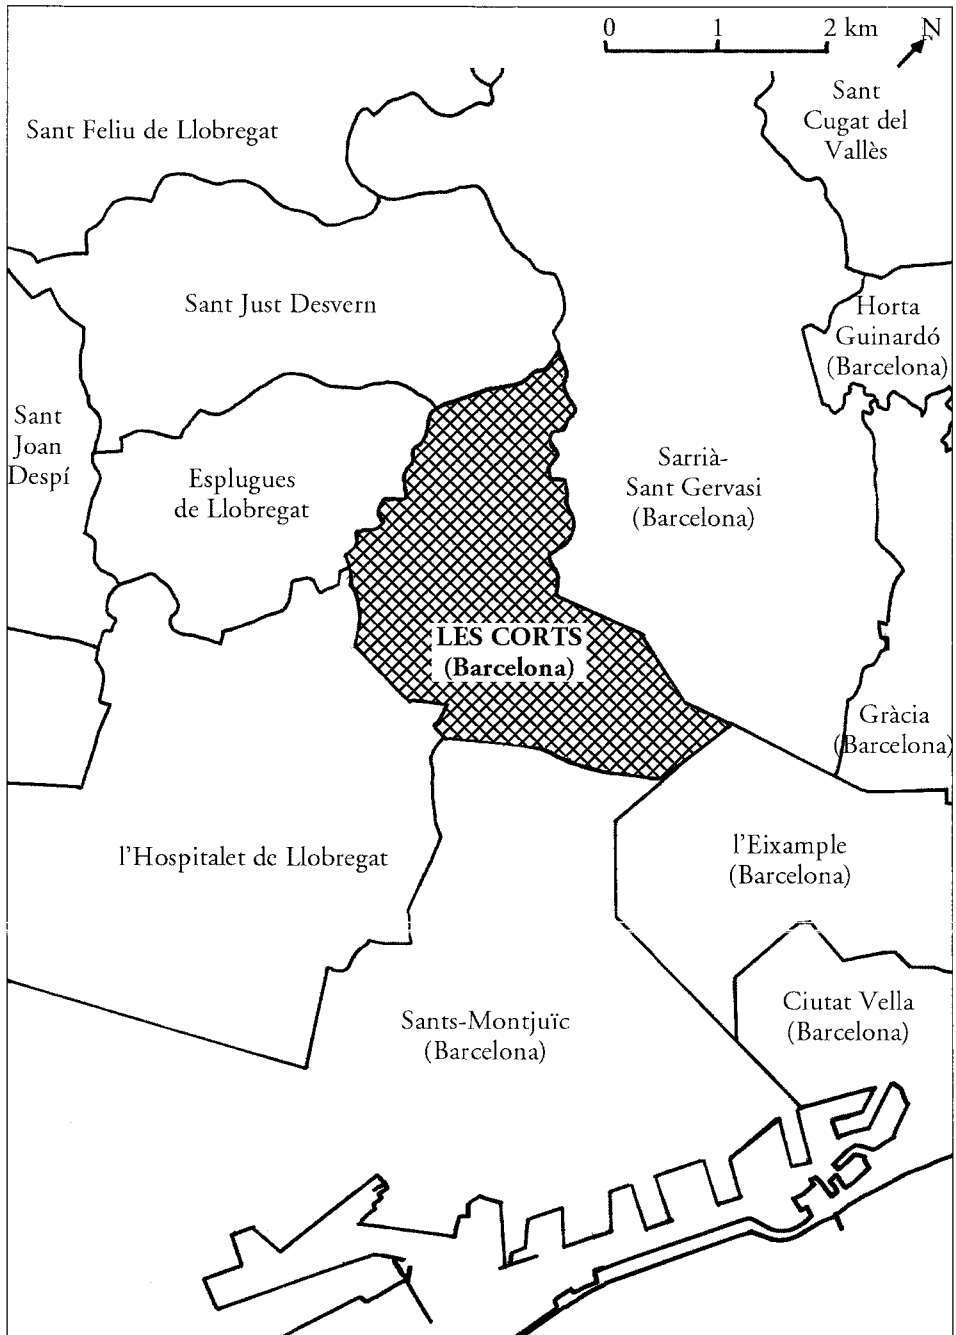 0 1 2 km N
Sant
Cugat del
Vallès
Sant Feliu de Llobregat
Sant Just Desvern
Horta
Guinardó
(Barcelona)
Sant
Joan
Despí
Esplugues
de Llobregat
Sarrià-
Sant Gervasi
(Barcelona)
LES CORTS
(Barcelona)
Gràcia
(Barcelona)
l'Hospitalet de Llobregat
l'Eixample
(Barcelona)
Sants-Montjuïc
(Barcelona)
Ciutat Vella
(Barcelona)